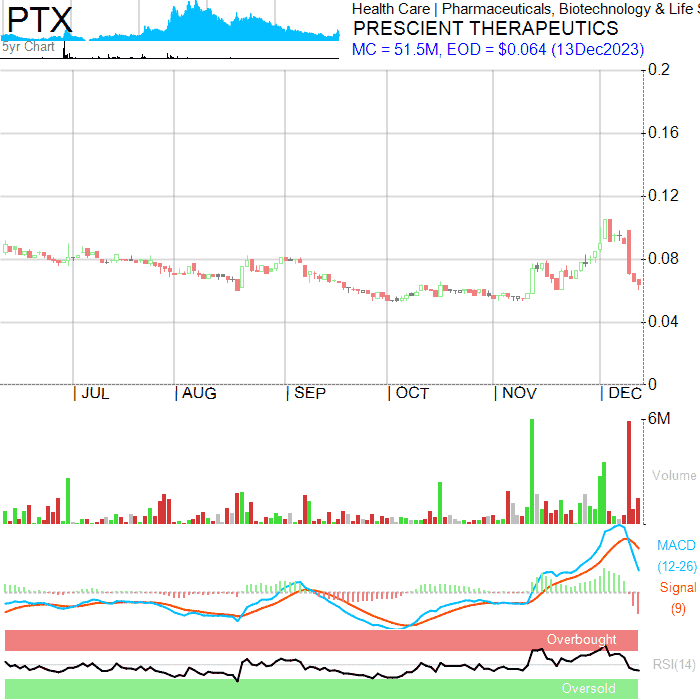 PTX
5yr Chart
Health Care | Pharmaceuticals, Biotechnology & Life
PRESCIENT THERAPEUTICS
MC = 51.5M, EOD = $0.064 (13Dec2023)
0.2
0.16
0.12
0.08
0.04
0
| JUL | AUG | SEP | OCT | NOV | DEC
6M
Volume
MACD
(12-26)
Signal
(9)
Overbought
RSI(14)
Oversold